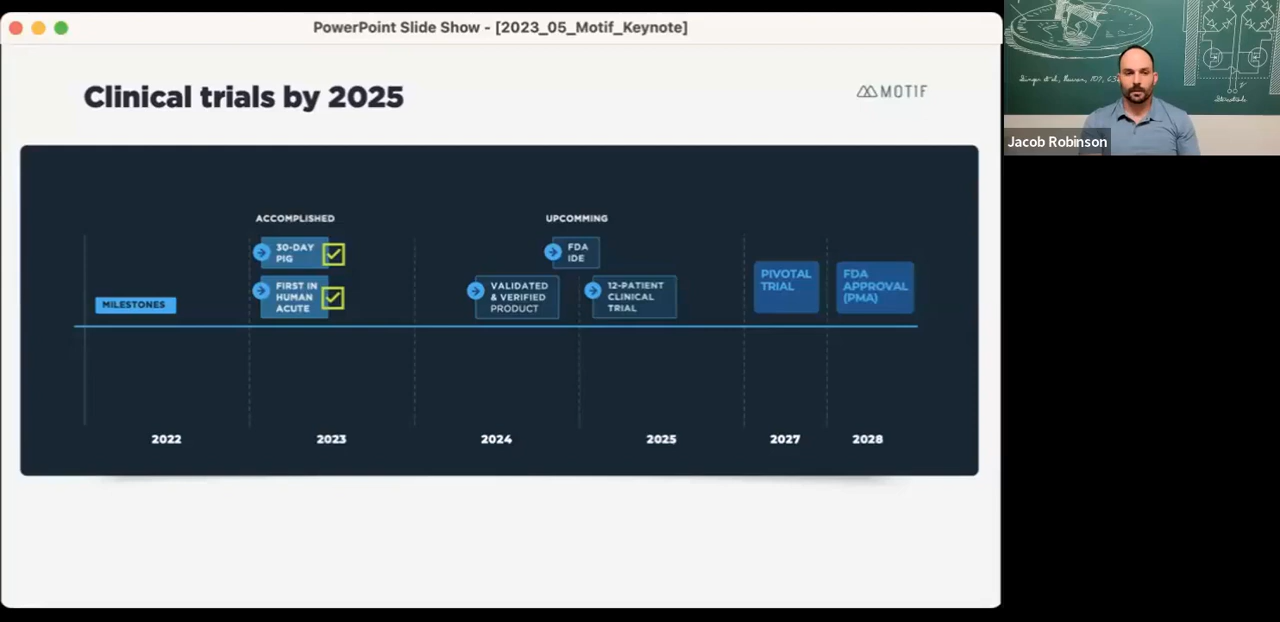 PowerPoint Slide Show - [2023_05_Motif_Keynote]
Clinical trials by 2025
MOTIF
Jacob Robinson
ACCOMPLISHED
UPCOMMING
30-DAY
PIG
FDA
IDE
FIRST IN
HUMAN
ACUTE
VALIDATED
& VERIFIED
PRODUCT
12-PATIENT
CLINICAL
TRIAL
PIVOTAL
TRIAL
FDA
APPROVAL
(PMA)
MILESTONES
2022
2023
2024
2025
2027
2028